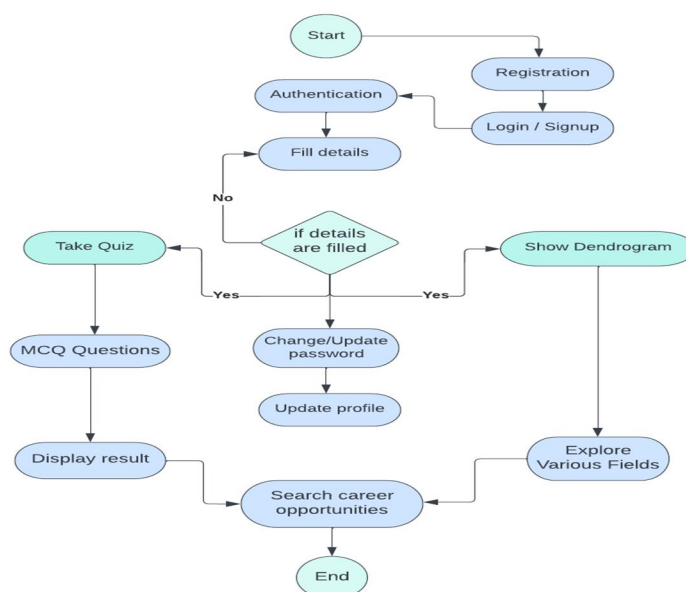 Start
Registration
Authentication
Login / Signup
Fill details
No
if details
are filled
Take Quiz
Show Dendrogram
Yes
Yes
Change/Update
password
MCQ Questions
Update profile
Display result
Explore
Various Fields
Search career
opportunities
End